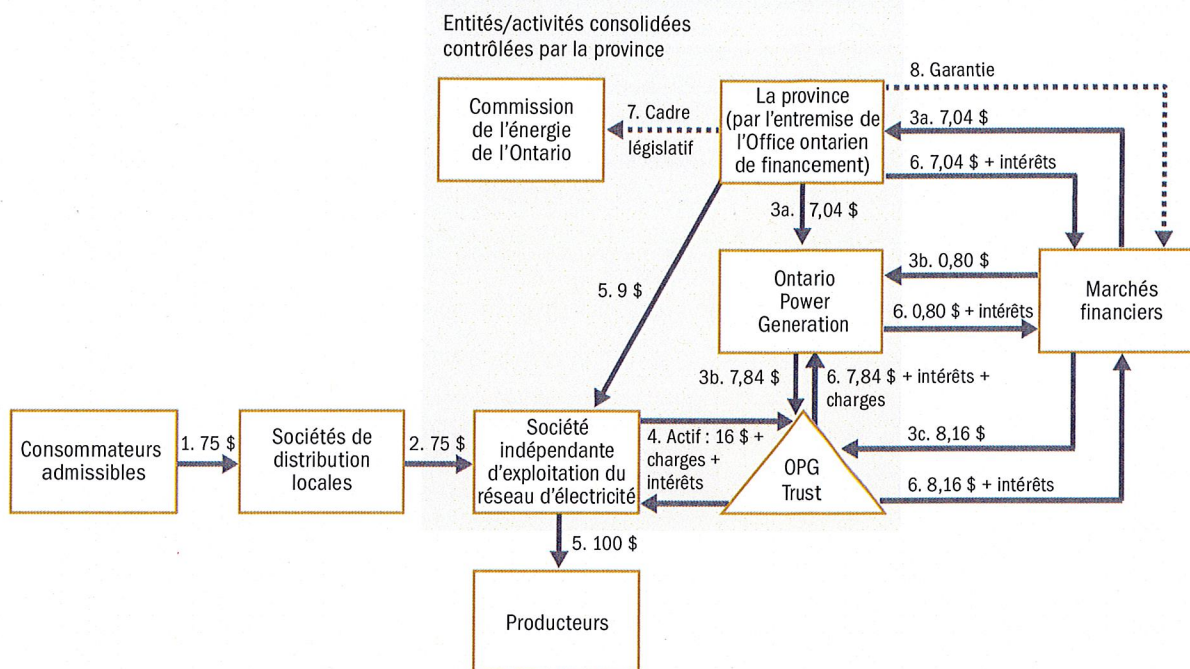 Entités/activités consolidées
contrôlées par la province
Commission
de l'énergie
de l'Ontario
7. Cadre
législatif
La province
(par l'entremise de
l'Office ontarien
de financement)
8. Garantie
3a. 7,04 $
6. 7,04 $ + intérêts
3a. 7,04 $
5. 9 $
Ontario
Power
Generation
3b. 0,80 $
6. 0,80 $ + intérêts
Marchés
financiers
3b. 7,84 $
6. 7,84 $ + intérêts +
charges
Consommateurs
admissibles
1. 75 $
Sociétés de
distribution
locales
2. 75 $
Société
indépendante
d'exploitation du
réseau d'électricité
4. Actif : 16 $ +
charges +
intérêts
OPG
Trust
3c. 8,16 $
6. 8,16 $ + intérêts
5. 100 $
Producteurs